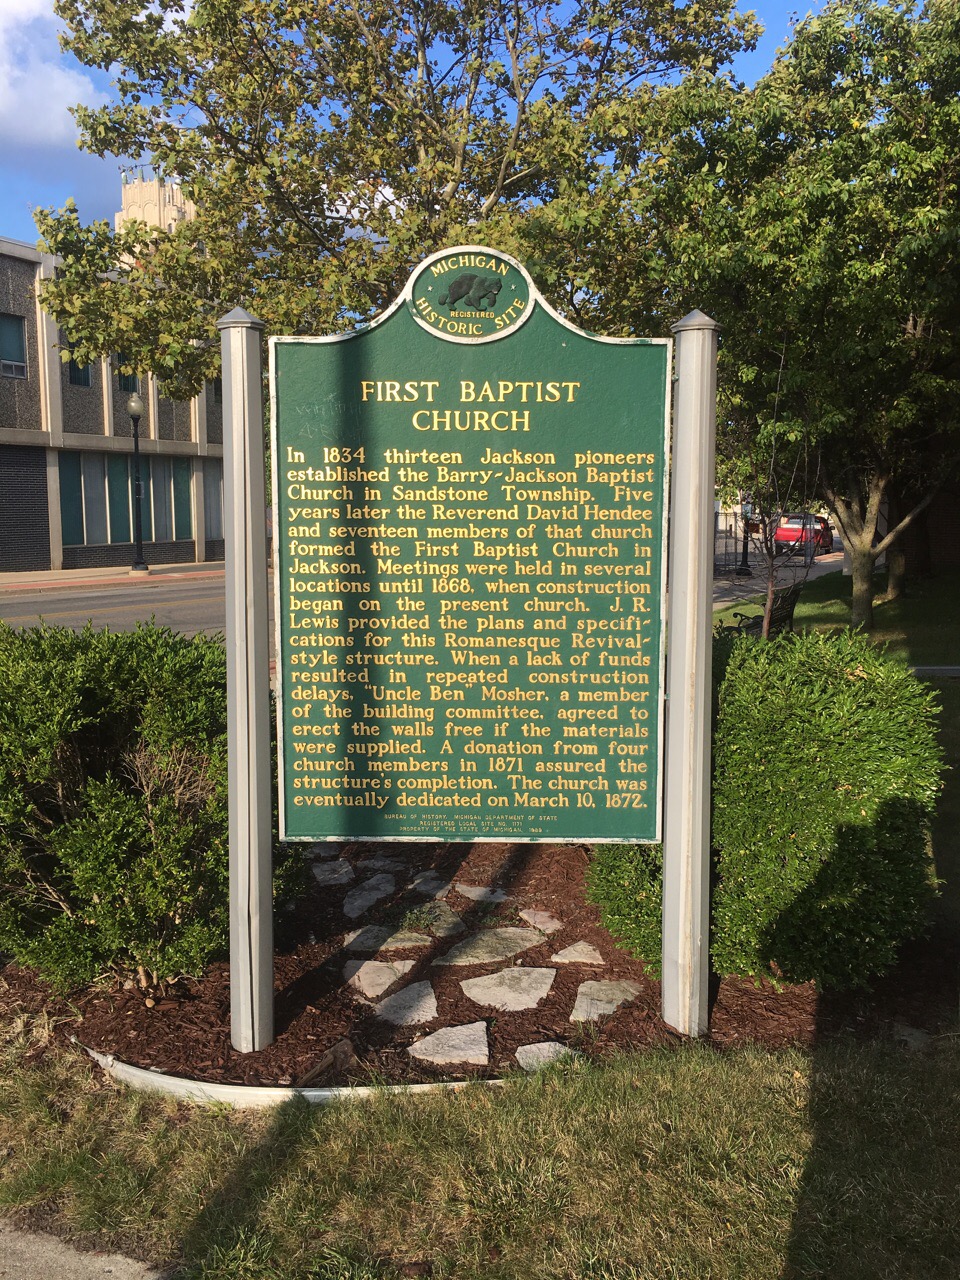 MICHIGAN
REGISTERED
HISTORIC SITE
FIRST BAPTIST
CHURCH
In 1834 thirteen Jackson pioneers
established the Barry-Jackson Baptist
Church in Sandstone Township. Five
years later the Reverend David Hendee
and seventeen members of that church
formed the First Baptist Church in
Jackson. Meetings were held in several
locations until 1868, when construction
began on the present church. J. R.
Lewis provided the plans and specifi-
cations for this Romanesque Revival-
style structure. When a lack of funds
resulted in repeated construction
delays, "Uncle Ben" Mosher, a member
of the building committee, agreed to
erect the walls free if the materials
were supplied. A donation from four
church members in 1871 assured the
structure's completion. The church was
eventually dedicated on March 10, 1872.
BUREAU OF HISTORY, MICHIGAN DEPARTMENT OF STATE
REGISTERED LOCAL SITE NO. 1171
PROPERTY OF THE STATE OF MICHIGAN,